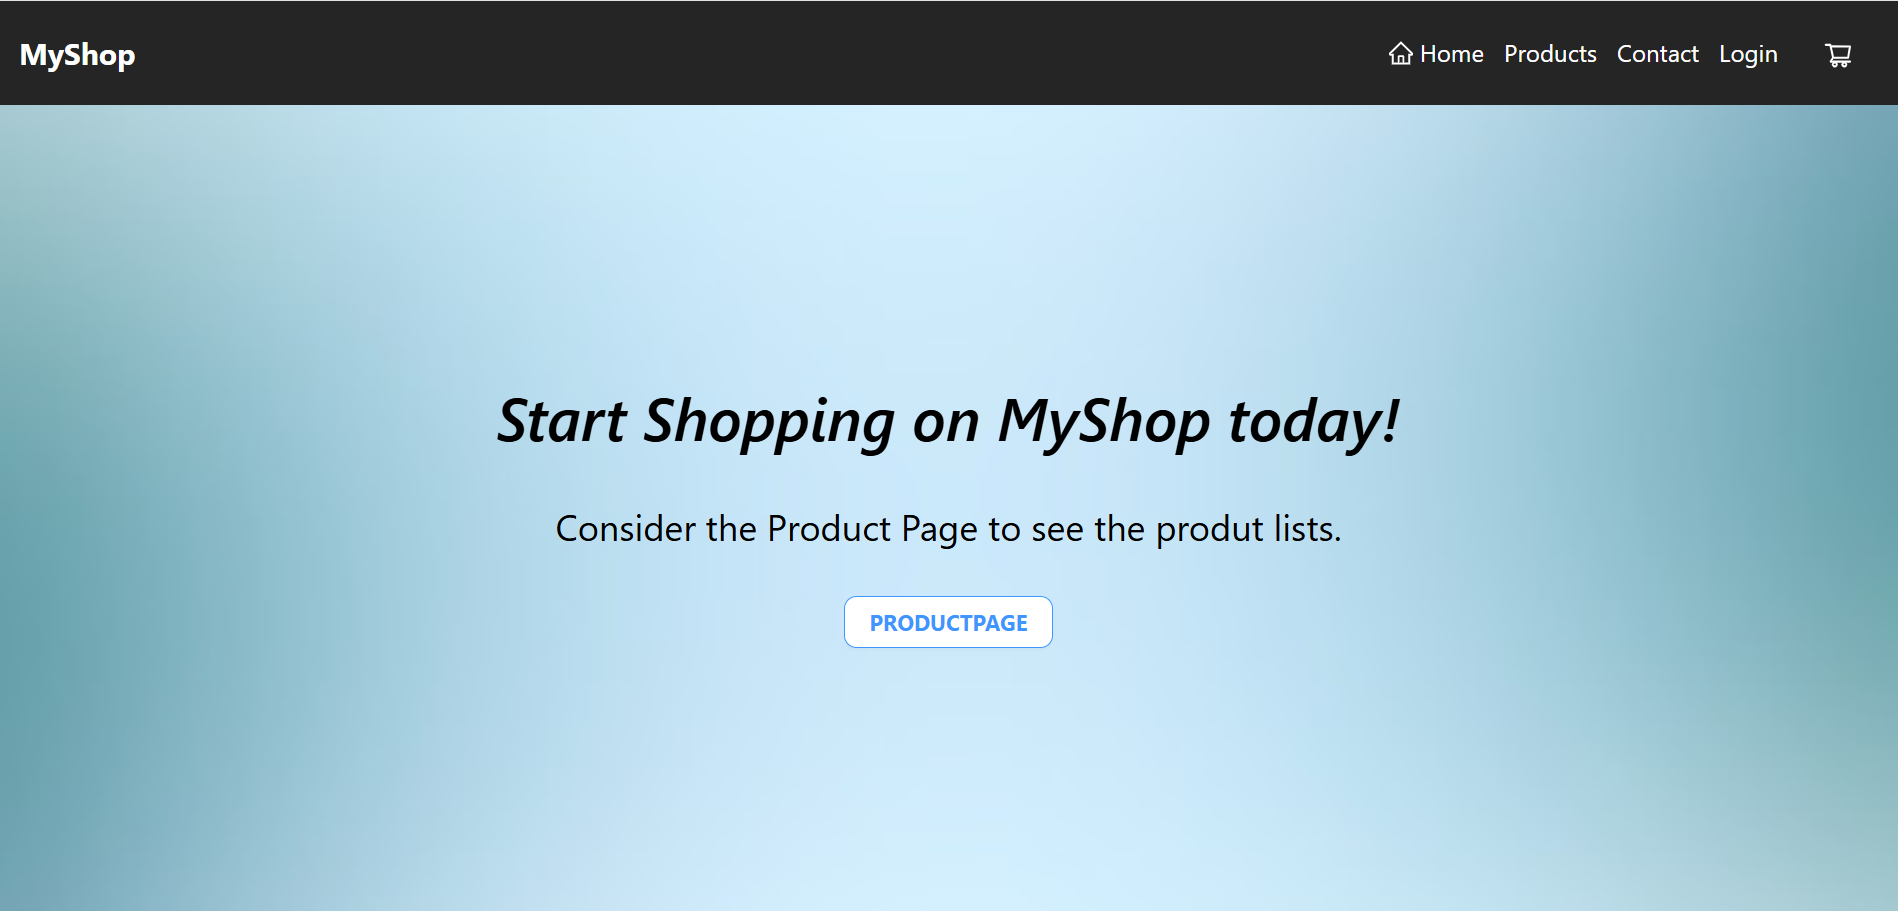 MyShop
Home Products Contact Login
Start Shopping on MyShop today!
Consider the Product Page to see the produt lists.
PRODUCTPAGE